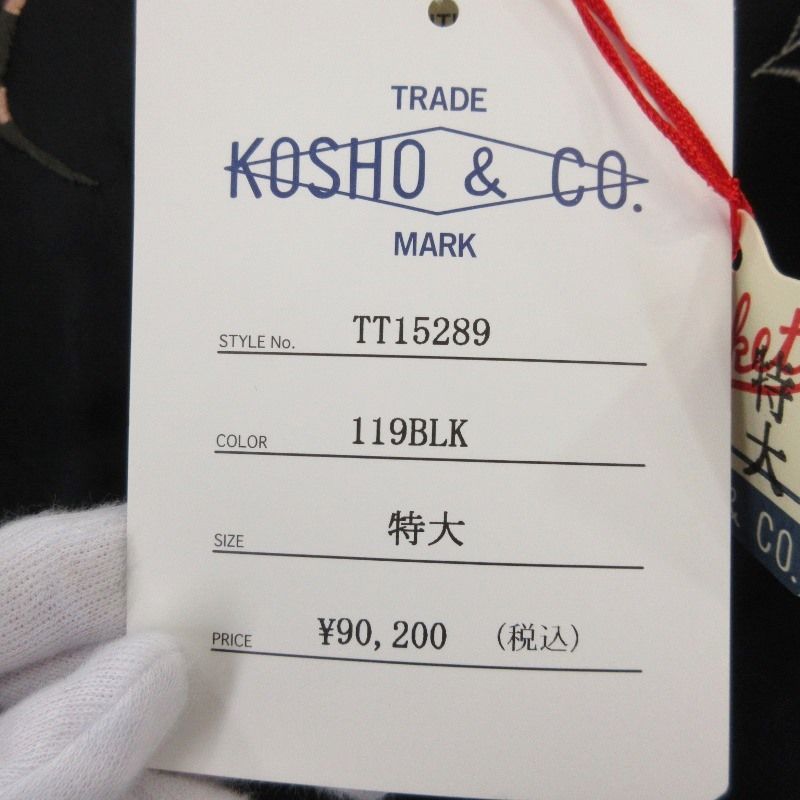 TRADE
KOSHO & CO.
MARK
STYLE No. TT15289
COLOR 119BLK
SIZE 特大
PRICE ¥90,200 (税込)
ket
特大
& CO.